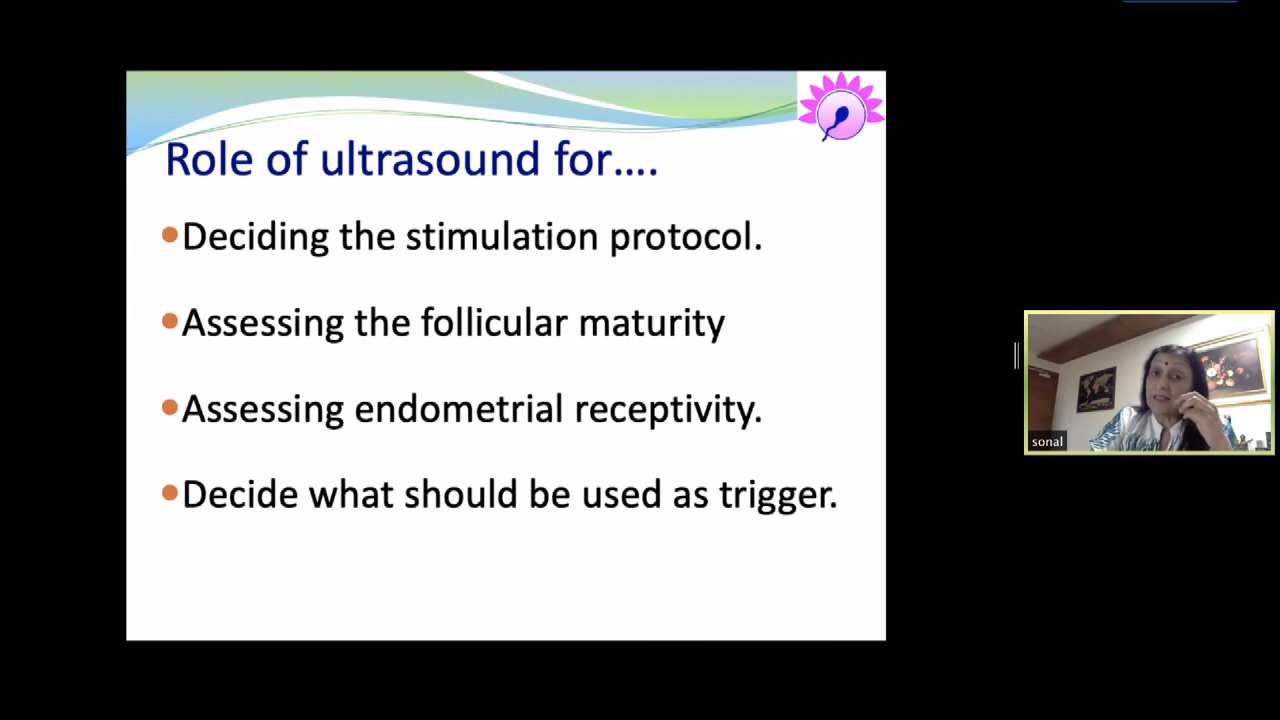 Role of ultrasound for....
•Deciding the stimulation protocol.
•Assessing the follicular maturity
•Assessing endometrial receptivity.
•Decide what should be used as trigger.
sonal